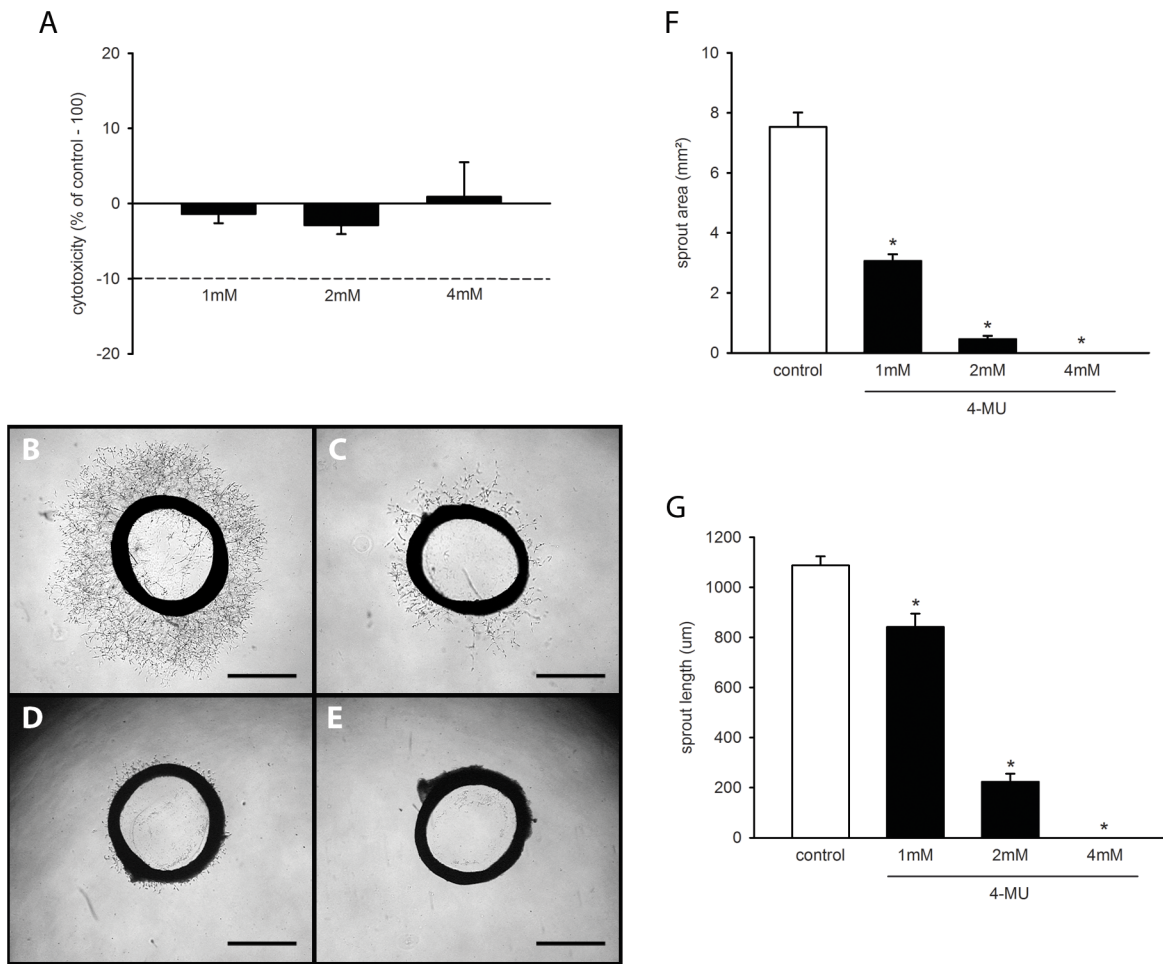 A
20
10
0
-10
-20
cytotoxicity (% of control - 100)
1mM 2mM 4mM
B
C
D
E
F
10
8
6
4
2
0
sprout area (mm²)
* * *
control 1mM 2mM 4mM
4-MU
G
1200
1000
800
600
400
200
0
sprout length (um)
* * *
control 1mM 2mM 4mM
4-MU